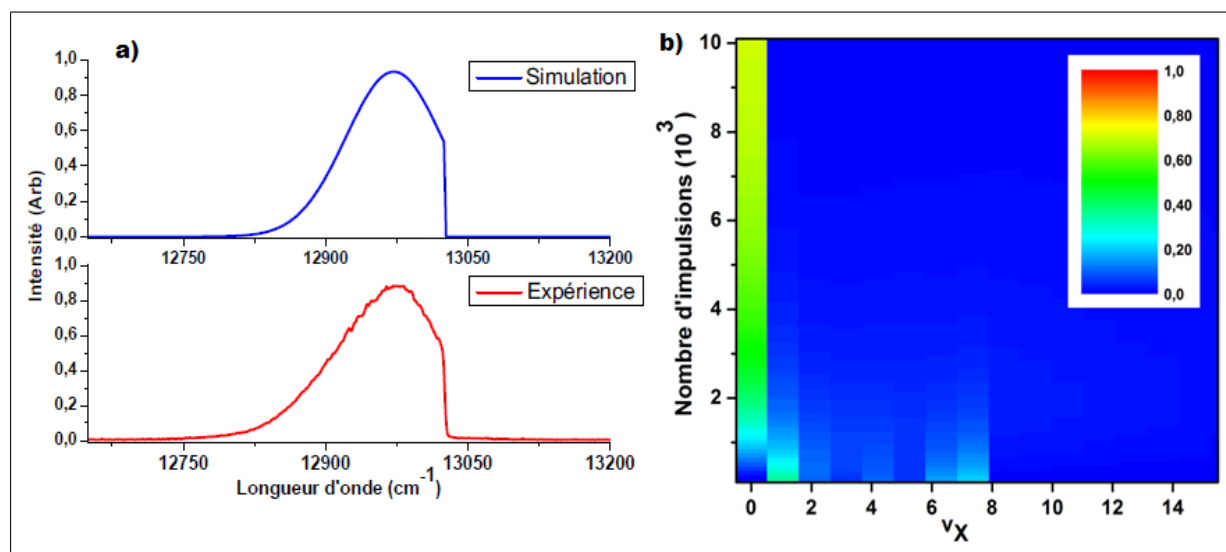 a)
Simulation
1,0
0,8
0,6
0,4
0,2
0,0
12750 12900 13050 13200
Expérience
1,0
0,8
0,6
0,4
0,2
0,0
12750 12900 13050 13200
Intensité (Arb)
Longueur d'onde (cm⁻¹)
b)
10
8
6
4
2
0 2 4 6 8 10 12 14
Nombre d'impulsions (10³)
vX
1,0
0,80
0,60
0,40
0,20
0,0